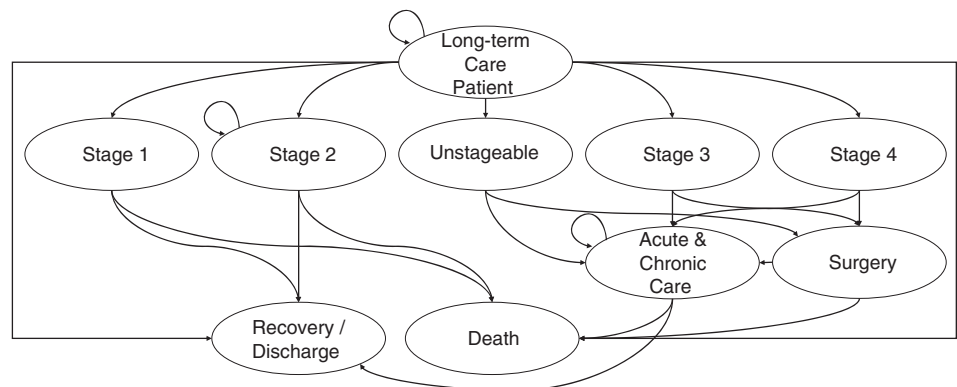 Long-term
Care
Patient
Stage 1
Stage 2
Unstageable
Stage 3
Stage 4
Acute &
Chronic
Care
Surgery
Recovery /
Discharge
Death